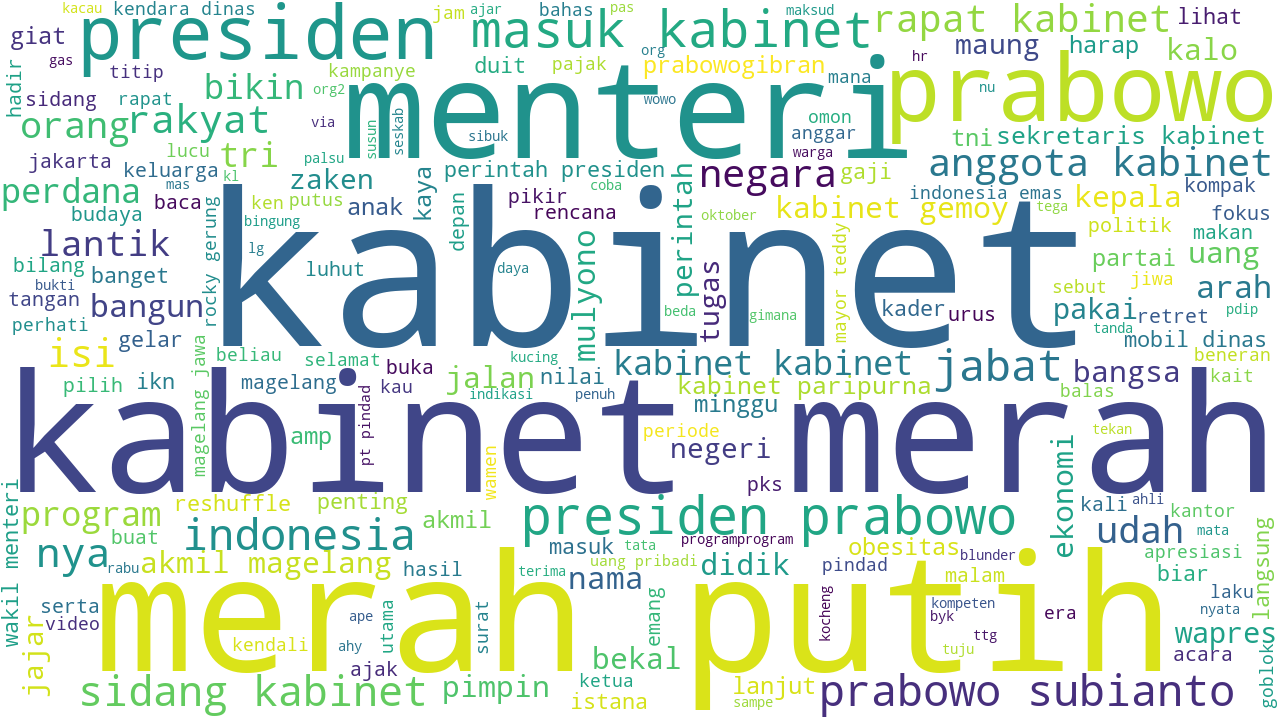 kacau
kendara dinas
jam
ajar
bahas
pas
maksud
rapat kabinet
lihat
giat
presiden
masuk kabinet
maung
harap
kalo
gas
titip
kampanye
duit
pajak
org
prabowogibran
mana
hr
hadir
sidang
rapat
bikin
org2
menteri
wowo
prabowo
nu
orang
rakyat
via
susun
seskab
sibuk
omon
anggar
tni
sekretaris kabinet
jakarta
lucu
tri
palsu
warga
keluarga
kl
perintah presiden
negara
gaji
anggota kabinet
perdana
mas
baca
zaken
kaya
pikir
coba
perintah
indonesia emas
kepala
kompak
budaya
ken
putus
anak
depan
rencana
oktober
kabinet gemoy
tega
politik
fokus
makan
lantik
rocky gerung
bingung
lg
kabinet
mulyono
mayor teddy
partai
uang
bilang
bukti
banget
luhut
daya
tugas
sebut
jiwa
arah
tangan
bangun
beda
gimana
kader
urus
pakai
retret
pdip
perhati
gelar
tanda
mobil dinas
isi
magelang jawa
beliau
selamat
buka
kucing
kabinet kabinet
jabat
bangsa
beneran
pilih
ikn
magelang
kau
jalan
nilai
kabinet paripurna
kait
indikasi
penuh
minggu
balas
kabinet merah
pt pindad
amp
periode
negeri
tekan
wamen
pks
ekonomi
wakil menteri
reshuffle
penting
kali
ahli
program
indonesia
akmil
presiden prabowo
udah
kantor
mata
langsung
nya
buat
masuk
tata
programprogram
obesitas
blunder
apresiasi
rabu
akmil magelang
hasil
terima
uang pribadi
didik
pindad
malam
biar
nama
merah putih
serta
video
ape
utama
surat
emang
kocheng
kompeten
byk
era
laku
nyata
kendali
ahy
ttg
wapres
jajar
ajak
bekal
tuju
acara
sidang kabinet
pimpin
ketua
istana
lanjut
sampe
prabowo subianto
gobloku